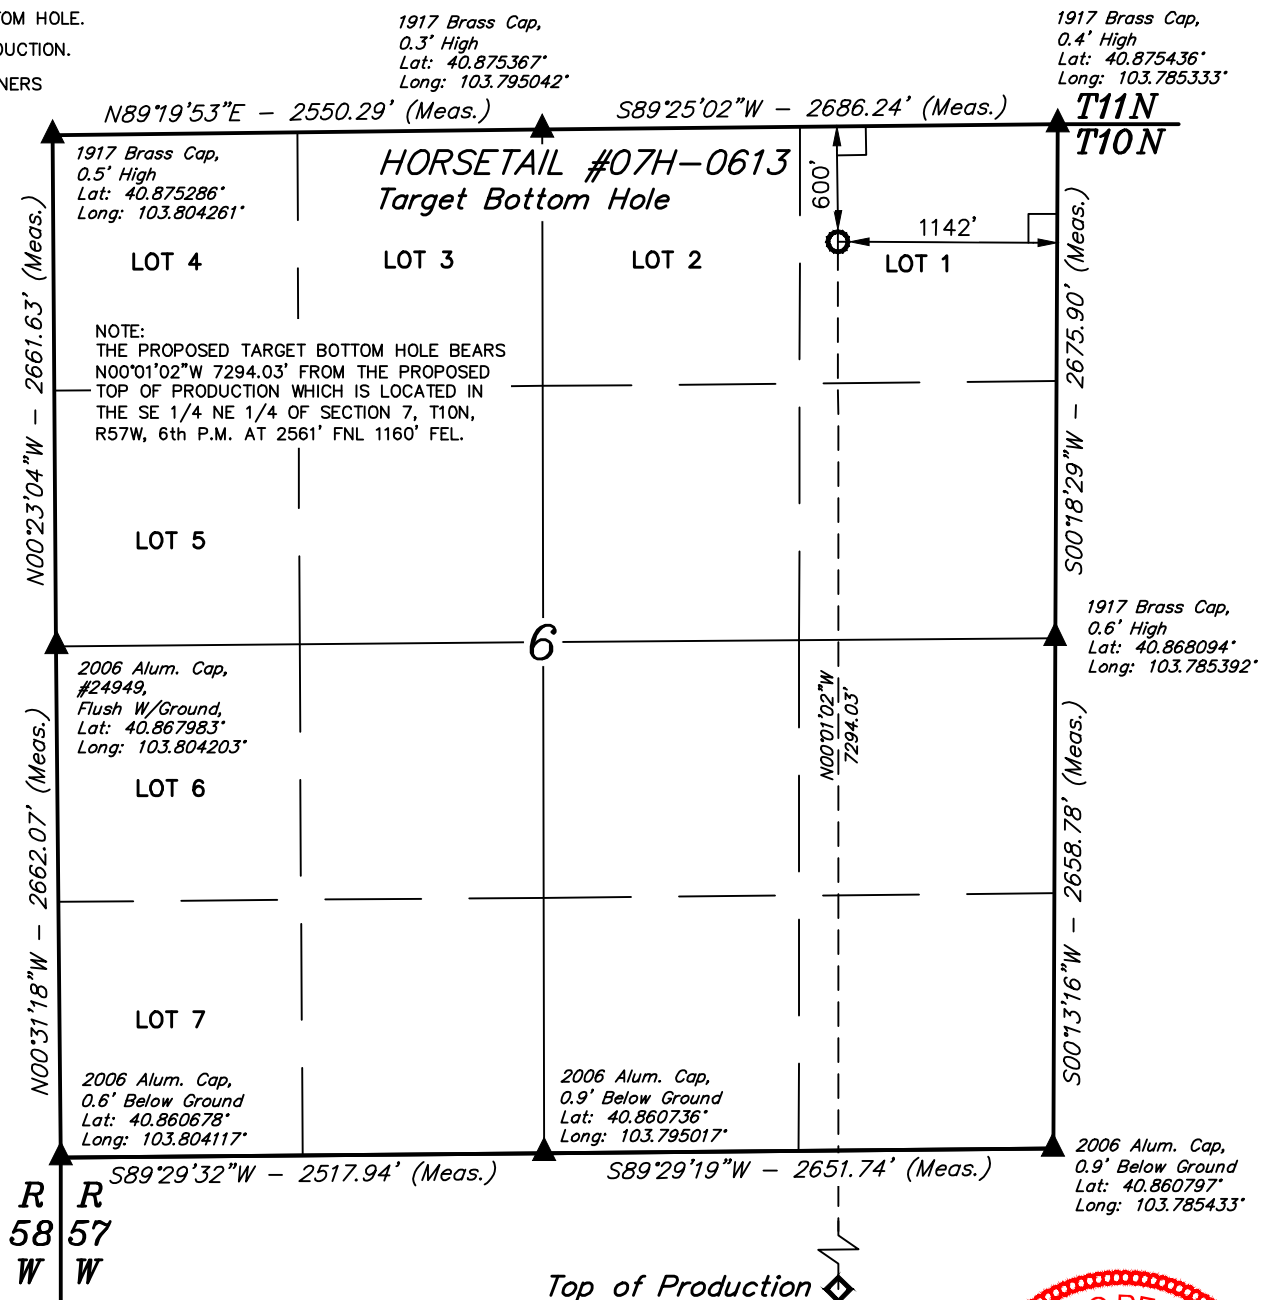 TOM HOLE.
DUCTION.
NERS
1917 Brass Cap,
0.3' High
Lat: 40.875367°
Long: 103.795042°
1917 Brass Cap,
0.4' High
Lat: 40.875436°
Long: 103.785333°
N89°19'53"E – 2550.29' (Meas.)
S89°25'02"W – 2686.24' (Meas.)
T11N
T10N
1917 Brass Cap,
0.5' High
Lat: 40.875286°
Long: 103.804261°
HORSETAIL #07H-0613
Target Bottom Hole
600'
1142'
LOT 4
LOT 3
LOT 2
LOT 1
N00°23'04"W – 2661.63' (Meas.)
S00°18'29"W – 2675.90' (Meas.)
NOTE:
THE PROPOSED TARGET BOTTOM HOLE BEARS
N00°01'02"W 7294.03' FROM THE PROPOSED
TOP OF PRODUCTION WHICH IS LOCATED IN
THE SE 1/4 NE 1/4 OF SECTION 7, T10N,
R57W, 6th P.M. AT 2561' FNL 1160' FEL.
LOT 5
6
1917 Brass Cap,
0.6' High
Lat: 40.868094°
Long: 103.785392°
2006 Alum. Cap,
#24949,
Flush W/Ground,
Lat: 40.867983°
Long: 103.804203°
N00°01'02"W
7294.03'
LOT 6
N00°31'18"W – 2662.07' (Meas.)
S00°13'16"W – 2658.78' (Meas.)
LOT 7
2006 Alum. Cap,
0.6' Below Ground
Lat: 40.860678°
Long: 103.804117°
2006 Alum. Cap,
0.9' Below Ground
Lat: 40.860736°
Long: 103.795017°
2006 Alum. Cap,
0.9' Below Ground
Lat: 40.860797°
Long: 103.785433°
S89°29'32"W – 2517.94' (Meas.)
S89°29'19"W – 2651.74' (Meas.)
R R
58 57
W W
Top of Production